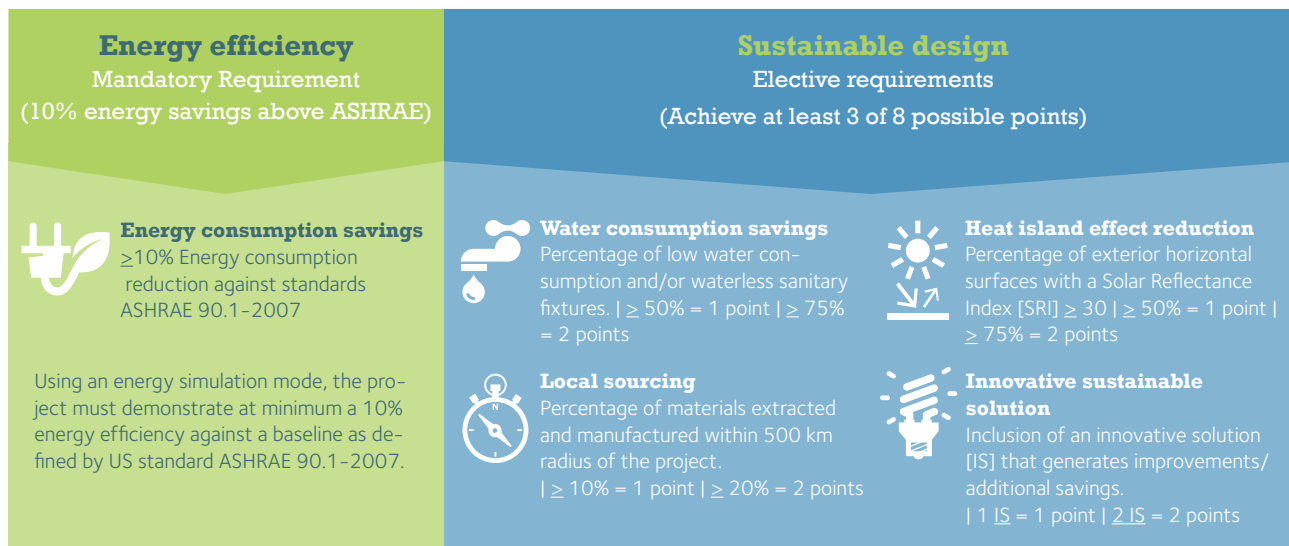 Energy efficiency
Mandatory Requirement
(10% energy savings above ASHRAE)
Energy consumption savings
≥10% Energy consumption
reduction against standards
ASHRAE 90.1-2007
Using an energy simulation mode, the pro-
ject must demonstrate at minimum a 10%
energy efficiency against a baseline as de-
fined by US standard ASHRAE 90.1-2007.
Sustainable design
Elective requirements
(Achieve at least 3 of 8 possible points)
Water consumption savings
Percentage of low water con-
sumption and/or waterless sanitary
fixtures. | ≥ 50% = 1 point | ≥ 75%
= 2 points
Heat island effect reduction
Percentage of exterior horizontal
surfaces with a Solar Reflectance
Index [SRI] ≥ 30 | ≥ 50% = 1 point |
≥ 75% = 2 points
N
Local sourcing
Percentage of materials extracted
and manufactured within 500 km
radius of the project.
| ≥ 10% = 1 point | ≥ 20% = 2 points
Innovative sustainable
solution
Inclusion of an innovative solution
[IS] that generates improvements/
additional savings.
| 1 IS = 1 point | 2 IS = 2 points